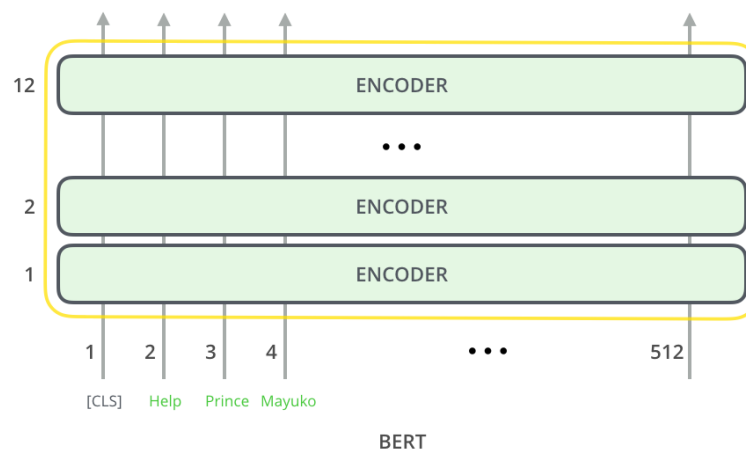 12 ENCODER
...
2 ENCODER
1 ENCODER
1 2 3 4 ... 512
[CLS] Help Prince Mayuko
BERT